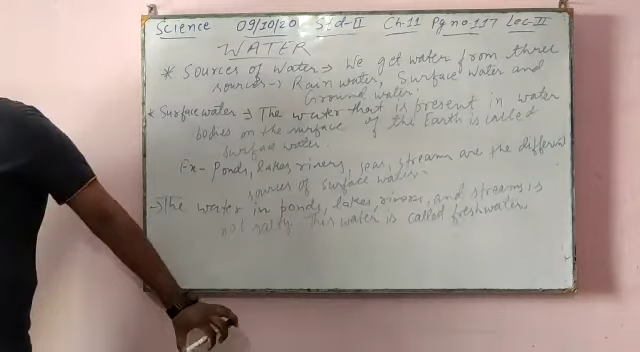 Science 09/10/20 Std-II Ch-11 Pg no 117 Lec-II
WATER
* Sources of Water → We get water from three
sources → Rain water, Surface Water and
Ground water.
* Surface water → The water that is present in water
bodies on the surface of the Earth is called
surface water.
Ex- Ponds, lakes, rivers, seas, streams are the different
sources of surface water.
→ The water in ponds, lakes, rivers, and streams is
not salty. This water is called freshwater.